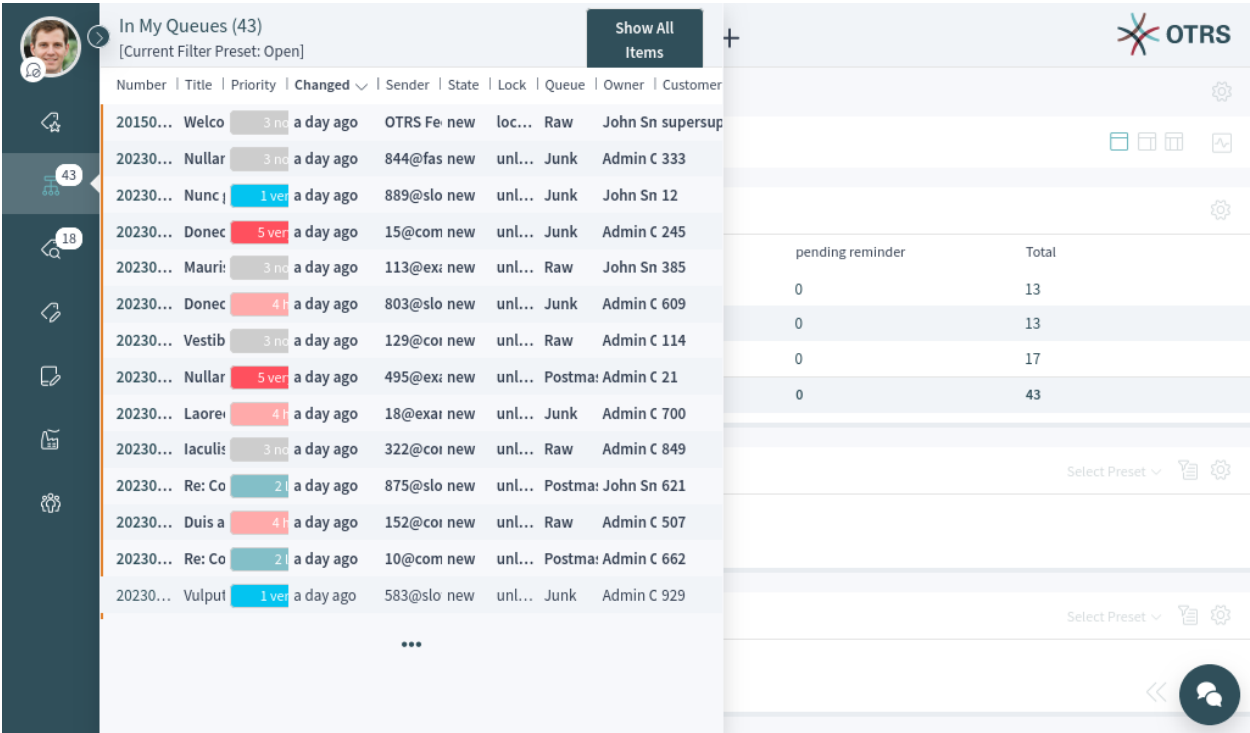 In My Queues (43)
[Current Filter Preset: Open]
Show All
Items
OTRS
Number Title Priority Changed Sender State Lock Queue Owner Customer
20150... Welco 3 no a day ago OTRS Fe new loc... Raw John Sn supersup
20230... Nullar 3 no a day ago 844@fas new unl... Junk Admin C 333
43
20230... Nunc 1 ver a day ago 889@slo new unl... Junk John Sn 12
20230... Donec 5 ver a day ago 15@com new unl... Junk Admin C 245
18
20230... Mauris 3 no a day ago 113@exa new unl... Raw John Sn 385
20230... Donec 4 h a day ago 803@slo new unl... Junk Admin C 609
20230... Vestib 3 no a day ago 129@cor new unl... Raw Admin C 114
20230... Nullar 5 ver a day ago 495@exa new unl... Postmas Admin C 21
20230... Laoree 4 h a day ago 18@exar new unl... Junk Admin C 700
20230... Iaculis 3 no a day ago 322@cor new unl... Raw Admin C 849
20230... Re: Co 2 l a day ago 875@slo new unl... Postmas John Sn 621
20230... Duis a 4 h a day ago 152@cor new unl... Raw Admin C 507
20230... Re: Co 2 l a day ago 10@com new unl... Postmas Admin C 662
20230... Vulput 1 ver a day ago 583@slo new unl... Junk Admin C 929
•••
pending reminder Total
0 13
0 13
0 17
0 43
Select Preset
Select Preset